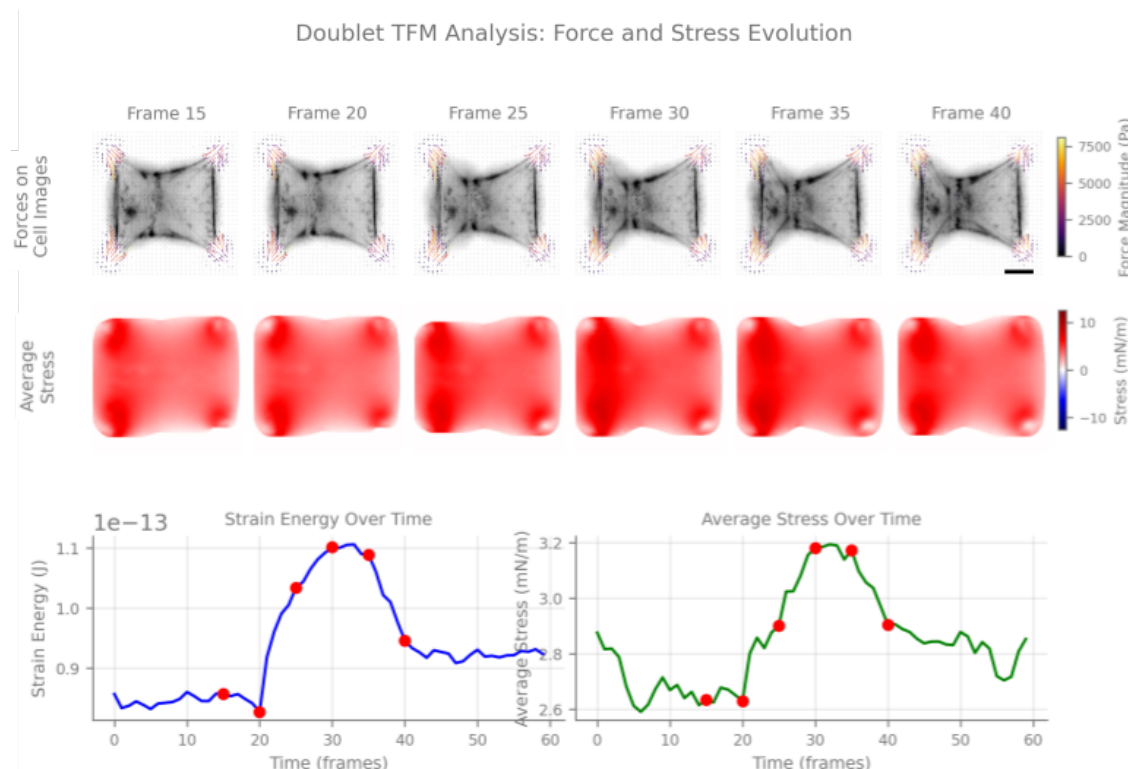 Doublet TFM Analysis: Force and Stress Evolution
Frame 15
Frame 20
Frame 25
Frame 30
Frame 35
Frame 40
Forces on
Cell Images
7500
5000
2500
0
Force Magnitude (Pa)
Average
Stress
10
0
−10
Stress (mN/m)
1e−13
Strain Energy Over Time
Strain Energy (J)
1.1
1.0
0.9
0 10 20 30 40 50 60
Time (frames)
Average Stress Over Time
Average Stress (mN/m)
3.2
3.0
2.8
2.6
0 10 20 30 40 50 60
Time (frames)